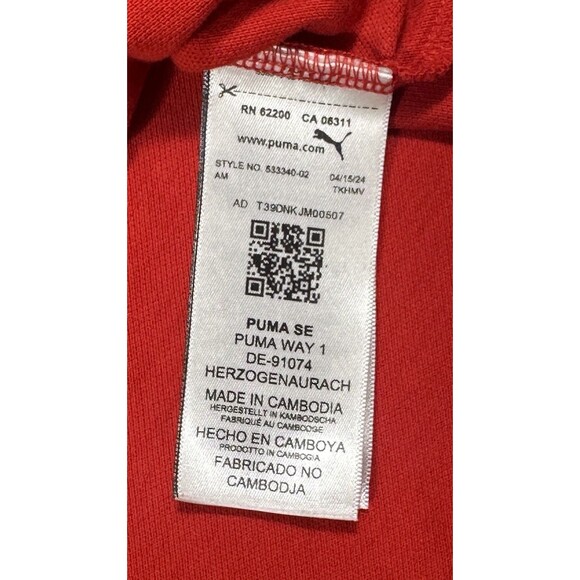 RN 62200 CA 06311
www.puma.com
STYLE NO. 533340-02 04/15/24
AM TKHMV
AD T39DNKJM00507
PUMA SE
PUMA WAY 1
DE-91074
HERZOGENAURACH
MADE IN CAMBODIA
HERGESTELLT IN KAMBODSCHA
FABRIQUÉ AU CAMBODGE
HECHO EN CAMBOYA
PRODOTTO IN CAMBOGIA
FABRICADO NO
CAMBODJA